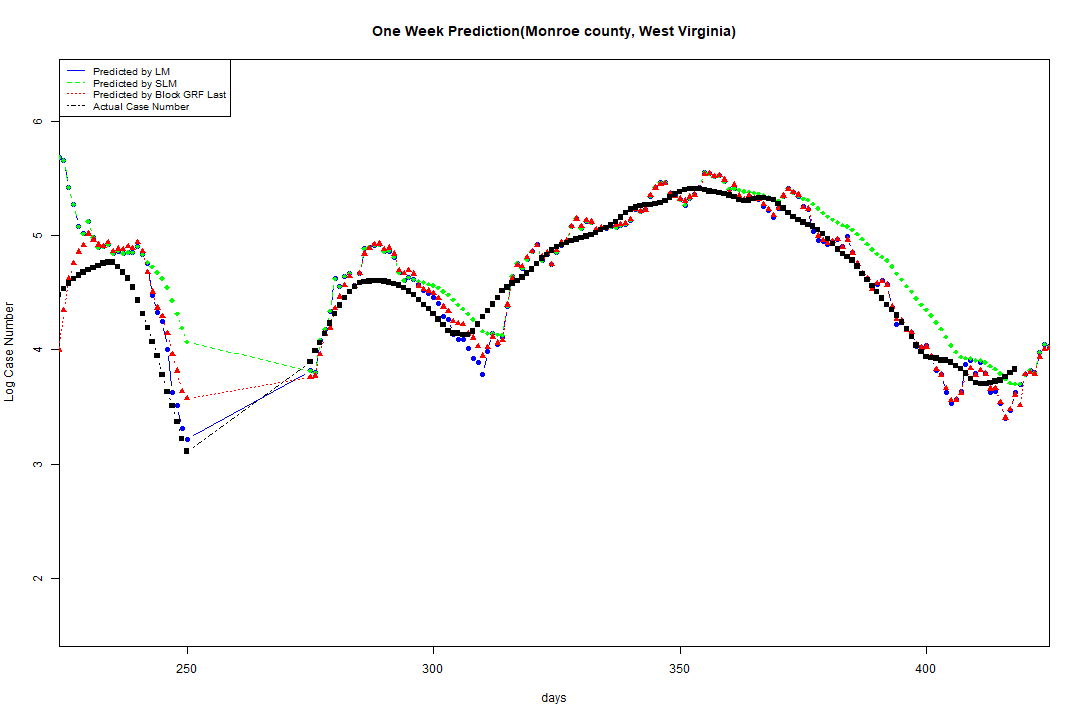 One Week Prediction(Monroe county, West Virginia)
Predicted by LM
Predicted by SLM
Predicted by Block GRF Last
Actual Case Number
6
5
4
3
2
Log Case Number
250
300
350
400
days